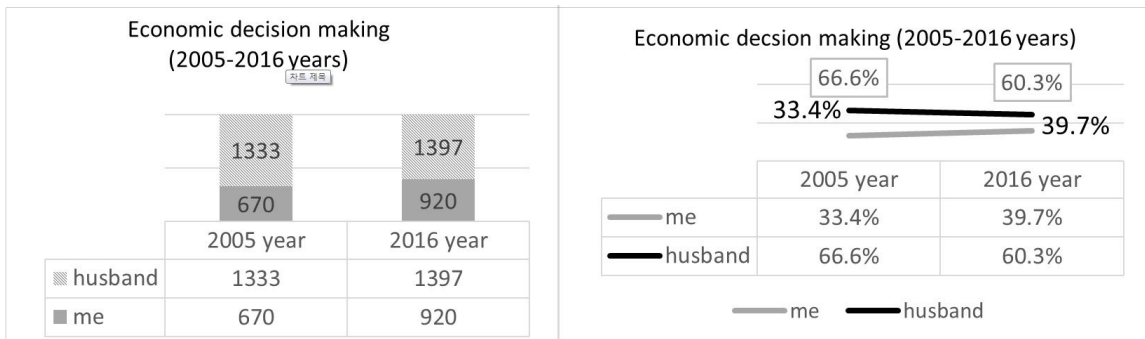 Economic decision making
(2005-2016 years)
차트 제목
1333 1397
670 920
2005 year 2016 year
husband 1333 1397
me 670 920
Economic decsion making (2005-2016 years)
66.6% 60.3%
33.4% 39.7%
2005 year 2016 year
me 33.4% 39.7%
husband 66.6% 60.3%
me husband